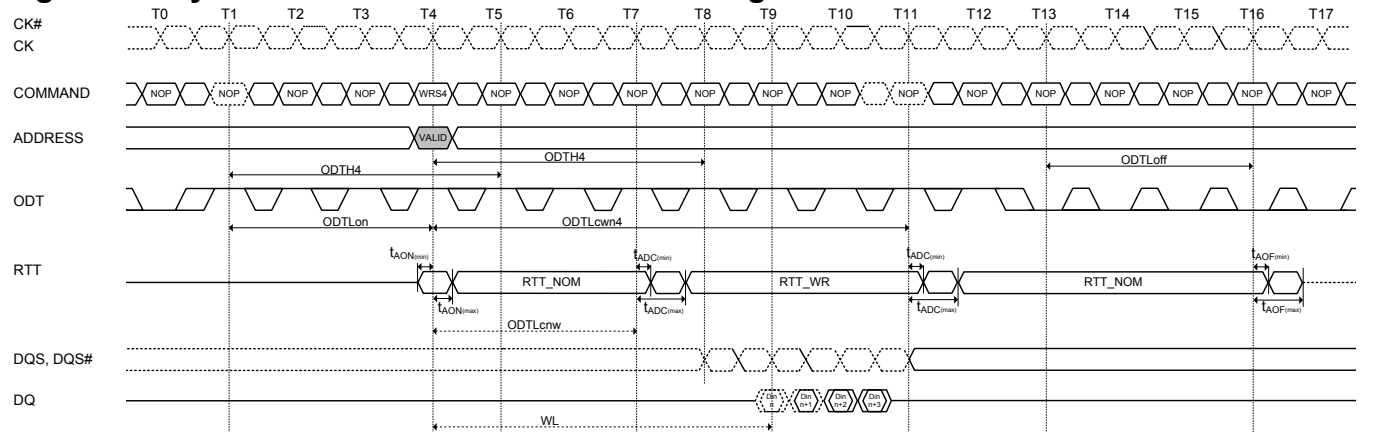 T0 T1 T2 T3 T4 T5 T6 T7 T8 T9 T10 T11 T12 T13 T14 T15 T16 T17
CK#
CK
COMMAND NOP NOP NOP NOP WRS4 NOP NOP NOP NOP NOP NOP NOP NOP NOP NOP NOP NOP NOP
ADDRESS VALID
ODTH4 ODTLoff
ODTH4
ODT
ODTLon ODTLcwn4
tAON(min) tADC(min) tADC(min) tAOF(min)
RTT RTT_NOM RTT_WR RTT_NOM
tAON(max) tADC(max) tADC(max) tAOF(max)
ODTLcnw
DQS, DQS#
DQ Din n Din n+1 Din n+2 Din n+3
WL